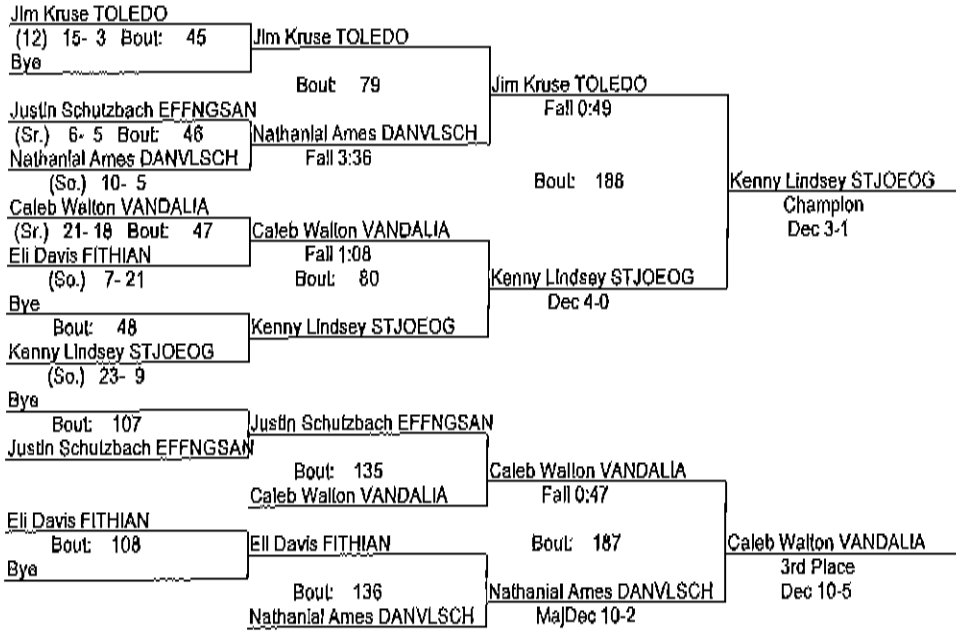 Jim Kruse TOLEDO
(12) 15- 3 Bout: 45
Bye
Jim Kruse TOLEDO
Bout: 79
Justin Schutzbach EFFNGSAN
(Sr.) 6- 5 Bout: 46
Nathanial Ames DANVLSCH
(So.) 10- 5
Nathanial Ames DANVLSCH
Fall 3:36
Jim Kruse TOLEDO
Fall 0:49
Bout: 188
Caleb Walton VANDALIA
(Sr.) 21- 18 Bout: 47
Eli Davis FITHIAN
(So.) 7- 21
Caleb Walton VANDALIA
Fall 1:08
Bout: 80
Bye
Bout: 48
Kenny Lindsey STJOEOG
(So.) 23- 9
Kenny Lindsey STJOEOG
Kenny Lindsey STJOEOG
Dec 4-0
Kenny Lindsey STJOEOG
Champion
Dec 3-1
Bye
Bout: 107
Justin Schutzbach EFFNGSAN
Justin Schutzbach EFFNGSAN
Bout: 135
Caleb Walton VANDALIA
Caleb Walton VANDALIA
Fall 0:47
Bout: 187
Eli Davis FITHIAN
Bout: 108
Bye
Eli Davis FITHIAN
Bout: 136
Nathanial Ames DANVLSCH
Nathanial Ames DANVLSCH
MajDec 10-2
Caleb Walton VANDALIA
3rd Place
Dec 10-5